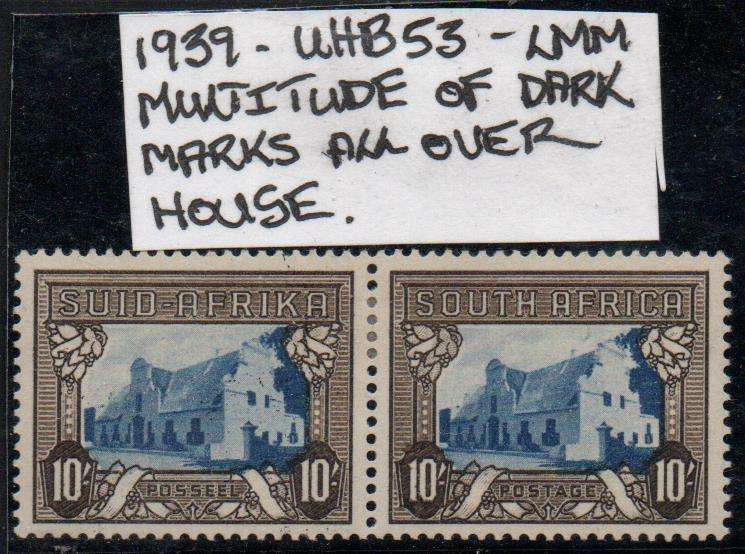 1939 - UHB53 - LMM
MULTITUDE OF DARK
MARKS ALL OVER
HOUSE.
SUID-AFRIKA
SOUTH AFRICA
10/- POSSEEL 10/-
10/- POSTAGE 10/-